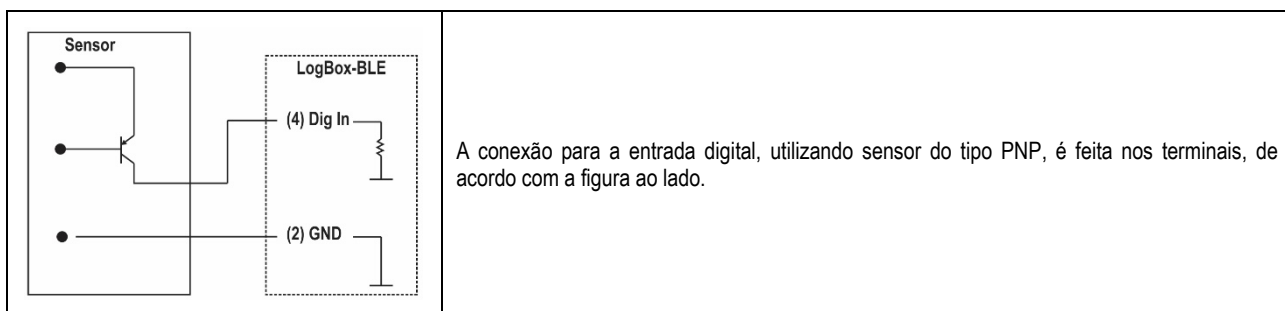 Sensor
LogBox-BLE
(4) Dig In
(2) GND
A conexão para a entrada digital, utilizando sensor do tipo PNP, é feita nos terminais, de
acordo com a figura ao lado.